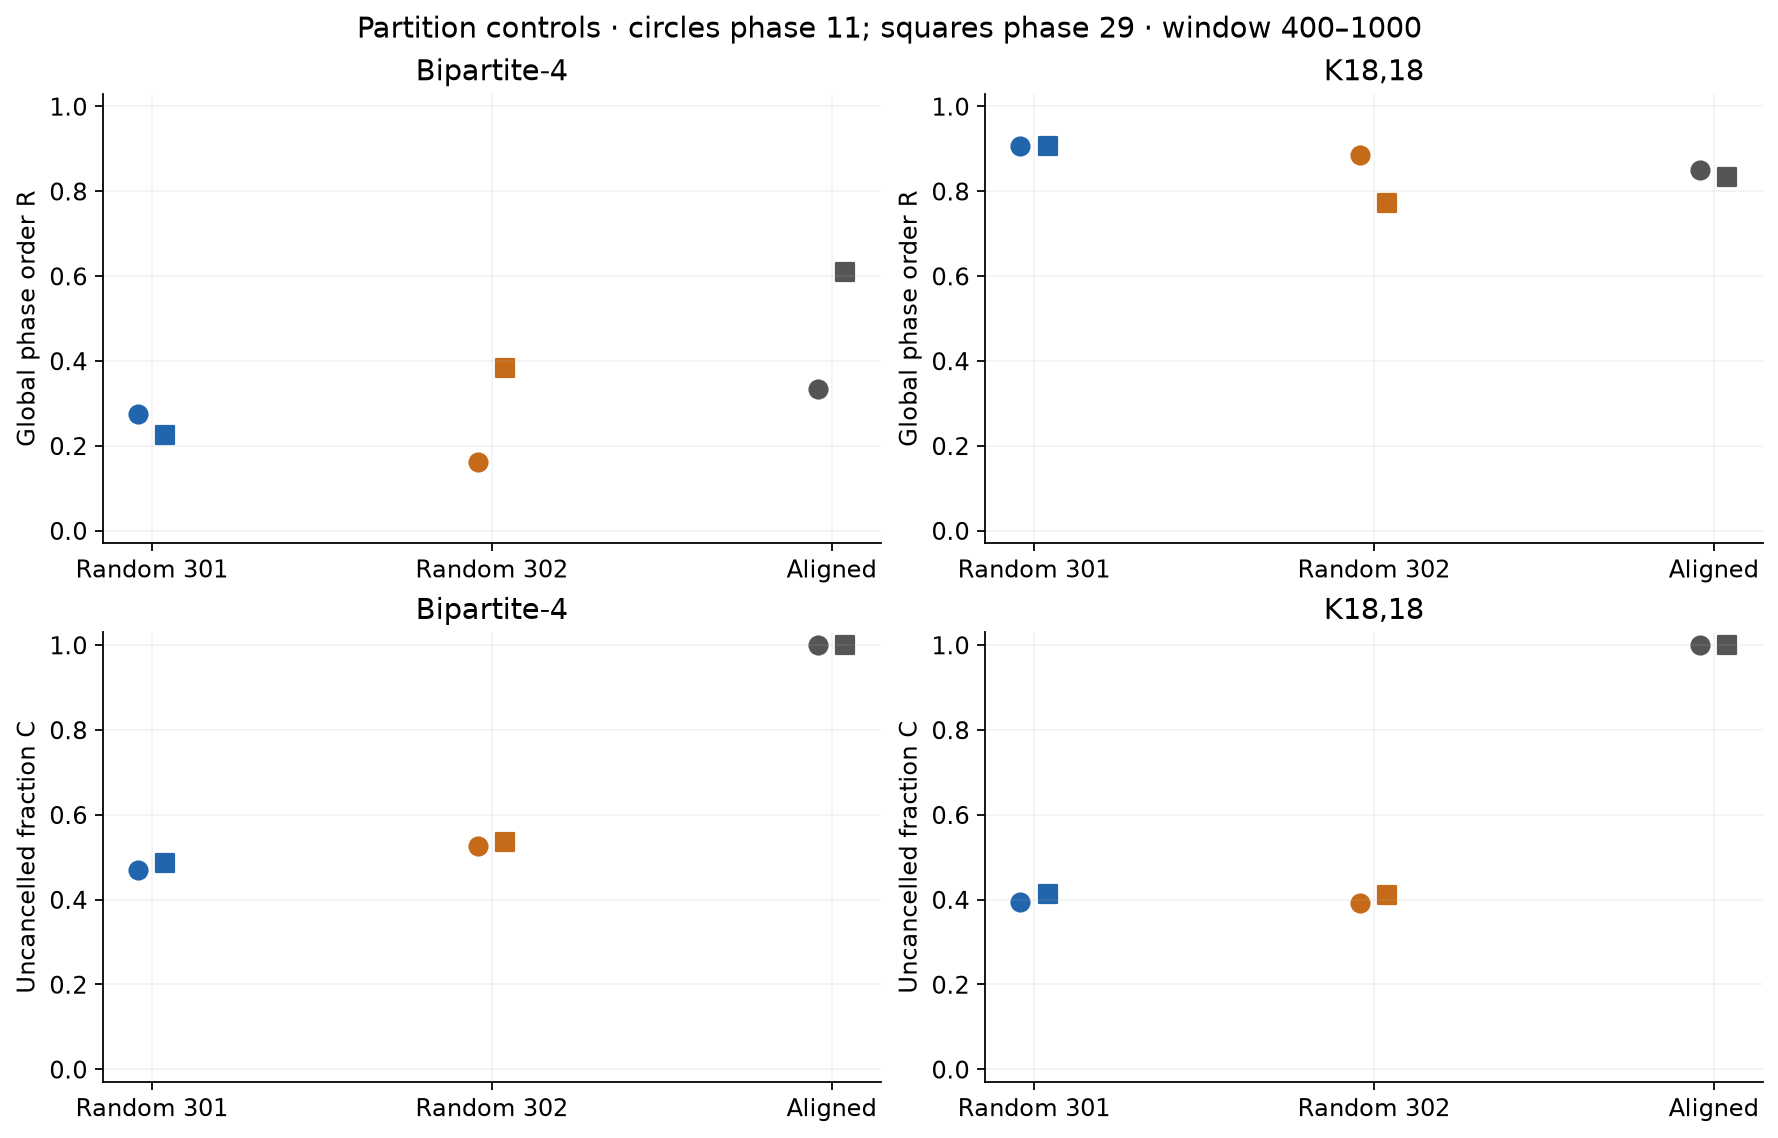 Partition controls · circles phase 11; squares phase 29 · window 400–1000
Bipartite-4
Global phase order R
1.0
0.8
0.6
0.4
0.2
0.0
Random 301
Random 302
Aligned
K18,18
Global phase order R
1.0
0.8
0.6
0.4
0.2
0.0
Random 301
Random 302
Aligned
Bipartite-4
Uncancelled fraction C
1.0
0.8
0.6
0.4
0.2
0.0
Random 301
Random 302
Aligned
K18,18
Uncancelled fraction C
1.0
0.8
0.6
0.4
0.2
0.0
Random 301
Random 302
Aligned